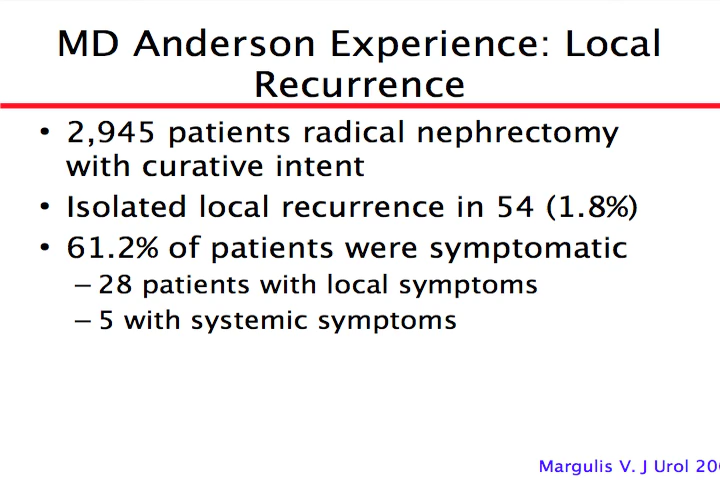 MD Anderson Experience: Local
Recurrence
• 2,945 patients radical nephrectomy
with curative intent
• Isolated local recurrence in 54 (1.8%)
• 61.2% of patients were symptomatic
– 28 patients with local symptoms
– 5 with systemic symptoms
Margulis V. J Urol